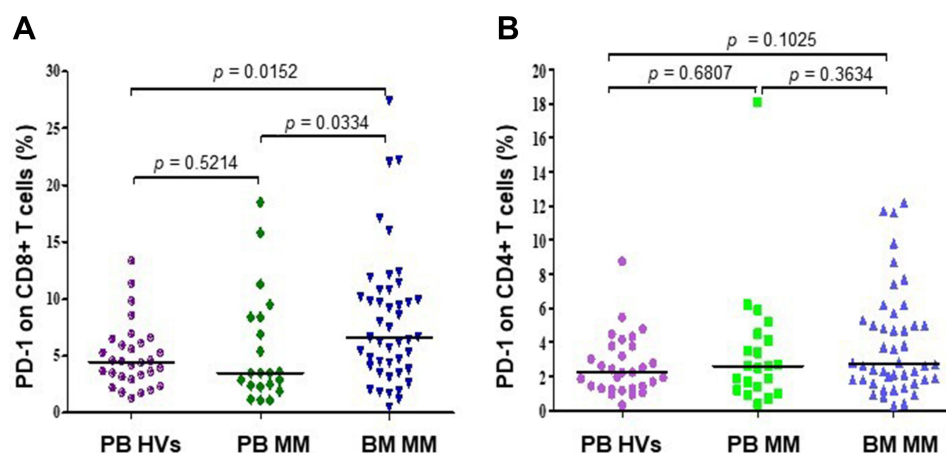 A
PD-1 on CD8+ T cells (%)
30
25
20
15
10
5
0
p = 0.0152
p = 0.0334
p = 0.5214
PB HVs PB MM BM MM
B
PD-1 on CD4+ T cells (%)
20
18
16
14
12
10
8
6
4
2
0
p = 0.1025
p = 0.6807 p = 0.3634
PB HVs PB MM BM MM